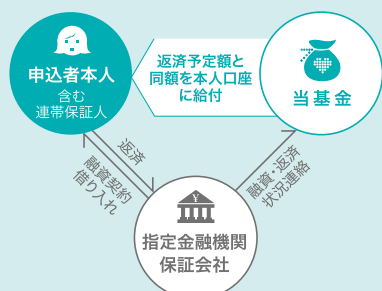 申込者本人
含む
連帯保証人
返済予定額と
同額を本人口座
に給付
当基金
返済
融資契約
借り入れ
融資・返済
状況連絡
¥
指定金融機関
保証会社